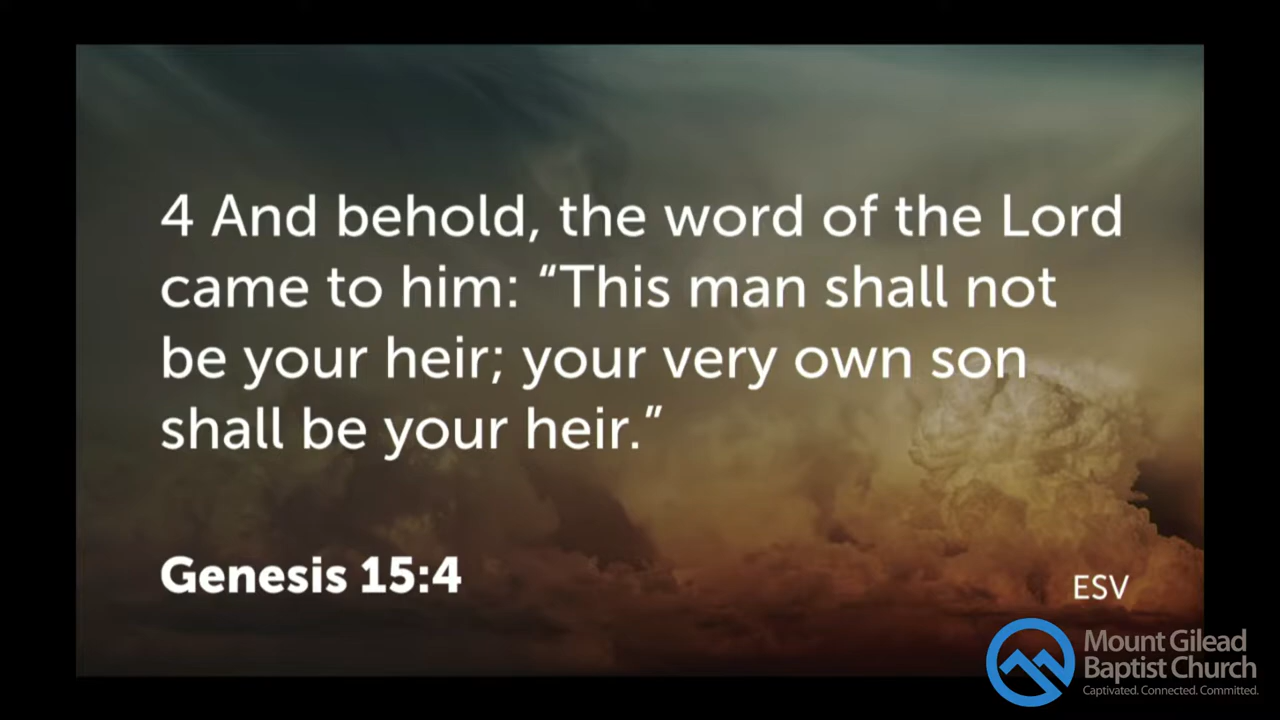 4 And behold, the word of the Lord
came to him: “This man shall not
be your heir; your very own son
shall be your heir.”
Genesis 15:4
ESV
Mount Gilead
Baptist Church
Captivated. Connected. Committed.